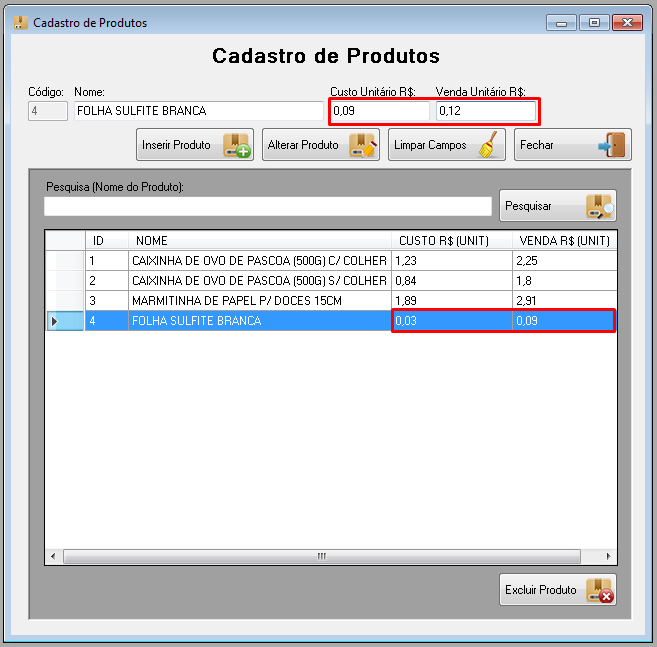 Cadastro de Produtos
Cadastro de Produtos
Código: Nome: Custo Unitário R$: Venda Unitário R$:
4 FOLHA SULFITE BRANCA 0,09 0,12
Inserir Produto Alterar Produto Limpar Campos Fechar
Pesquisa (Nome do Produto):
Pesquisar
ID NOME CUSTO R$ (UNIT) VENDA R$ (UNIT)
1 CAIXINHA DE OVO DE PASCOA (500G) C/ COLHER 1,23 2,25
2 CAIXINHA DE OVO DE PASCOA (500G) S/ COLHER 0,84 1,8
3 MARMITINHA DE PAPEL P/ DOCES 15CM 1,89 2,91
4 FOLHA SULFITE BRANCA 0,03 0,09
Excluir Produto